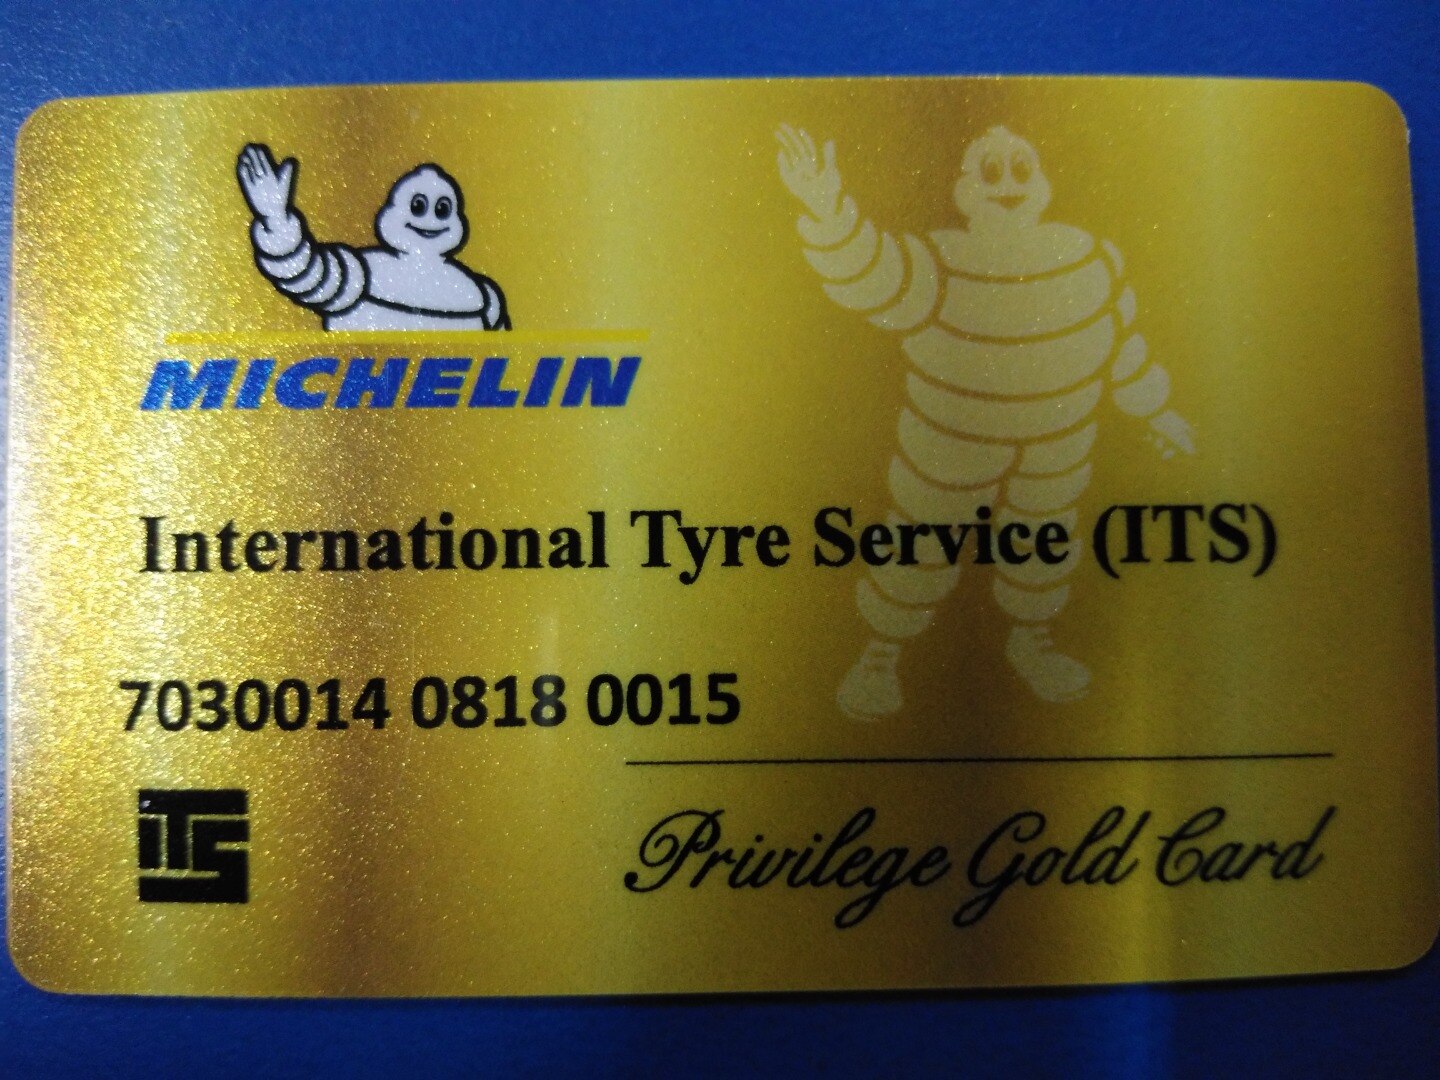 MICHELIN
International Tyre Service (ITS)
7030014 0818 0015
ITS
Privilege Gold Card